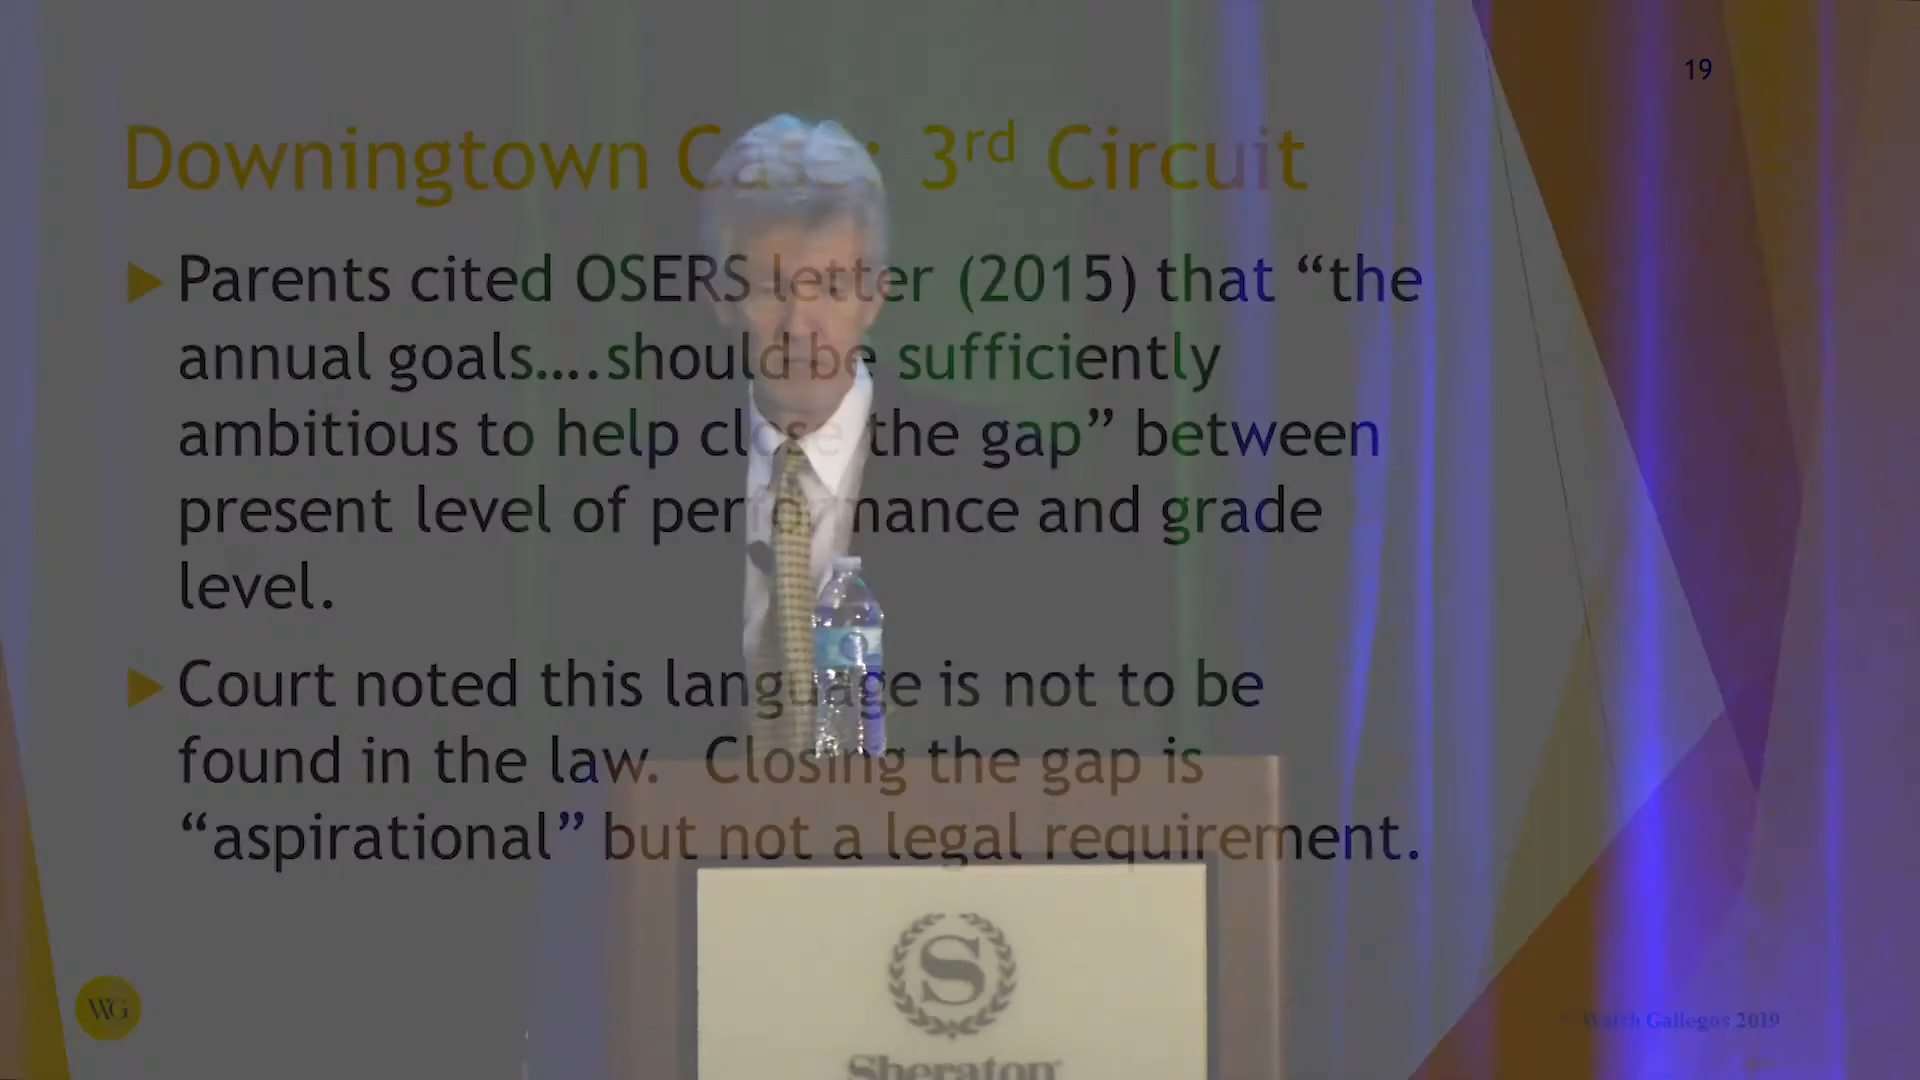 19
Downingtown Case: 3rd Circuit
Parents cited OSERS letter (2015) that “the
annual goals….should be sufficiently
ambitious to help close the gap” between
present level of performance and grade
level.
Court noted this language is not to be
found in the law. Closing the gap is
“aspirational” but not a legal requirement.
S
Sheraton
WG
© Walsh Gallegos 2019